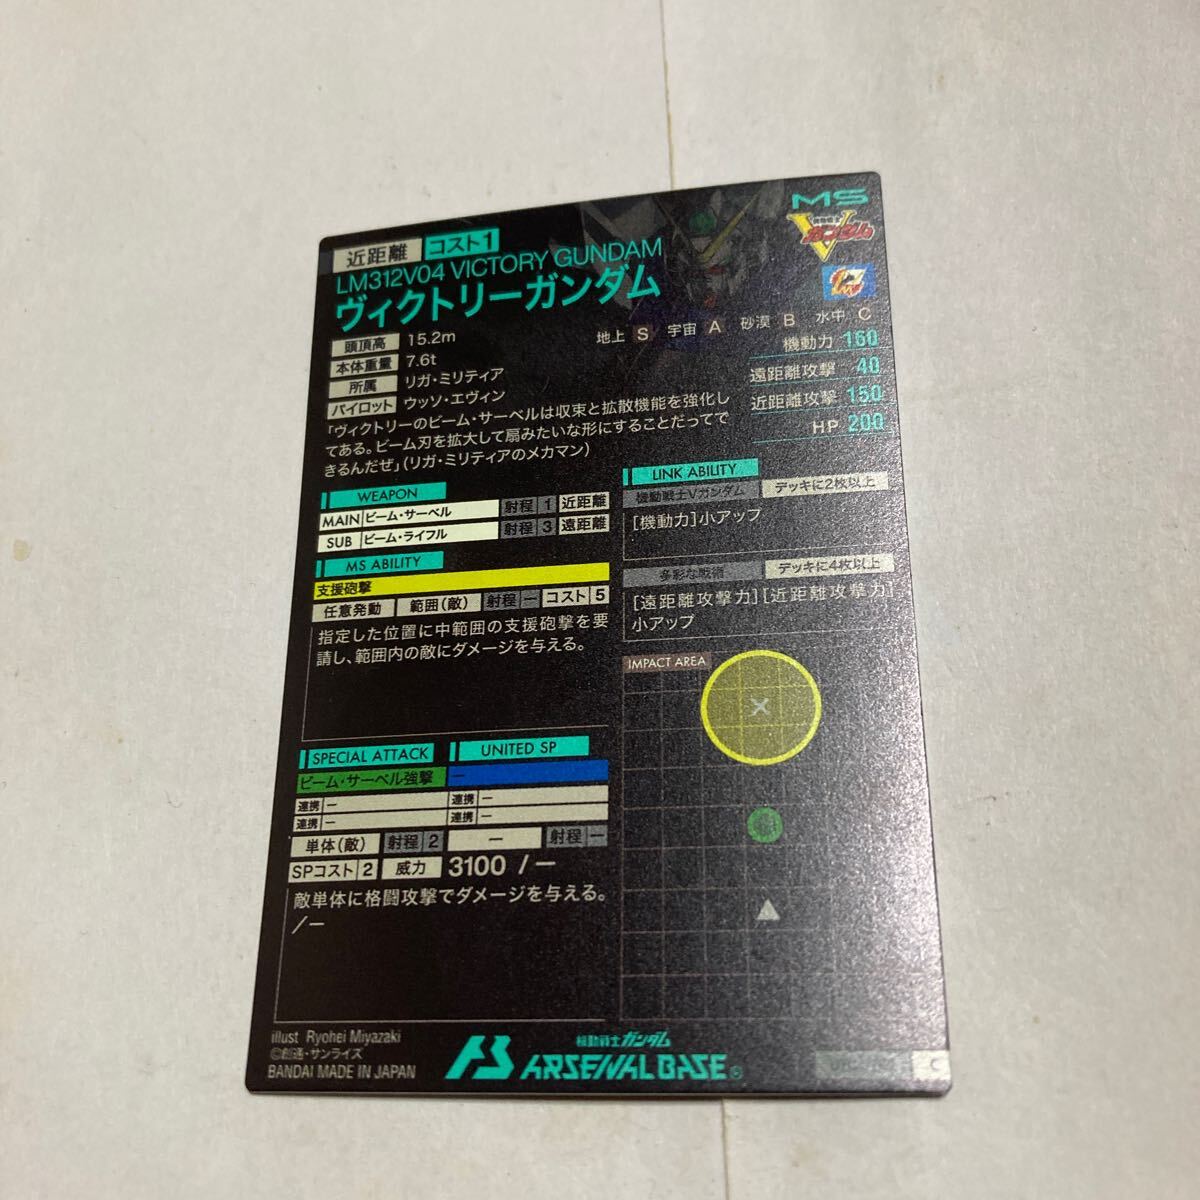 MS
機動戦士
Vガンダム
近距離 コスト1
LM312V04 VICTORY GUNDAM
ヴィクトリーガンダム
頭頂高 15.2m
本体重量 7.6t
所属 リガ・ミリティア
パイロット ウッソ・エヴィン
地上 S 宇宙 A 砂漠 B 水中 C
機動力 160
遠距離攻撃 40
近距離攻撃 150
HP 200
「ヴィクトリーのビーム・サーベルは収束と拡散機能を強化し
てある。ビーム刃を拡大して扇みたいな形にすることだってで
きるんだぜ」(リガ・ミリティアのメカマン)
WEAPON
MAIN ビーム・サーベル 射程 1 近距離
SUB ビーム・ライフル 射程 3 遠距離
MS ABILITY
支援砲撃
任意発動 範囲(敵) 射程 ー コスト 5
指定した位置に中範囲の支援砲撃を要
請し、範囲内の敵にダメージを与える。
LINK ABILITY
機動戦士Vガンダム デッキに2枚以上
[機動力]小アップ
多彩な戦術 デッキに4枚以上
[遠距離攻撃力][近距離攻撃力]
小アップ
IMPACT AREA
SPECIAL ATTACK UNITED SP
ビーム・サーベル強撃 ー
連携 ー 連携 ー
連携 ー 連携 ー
単体(敵) 射程 2 ー 射程 ー
SPコスト 2 威力 3100 / ー
敵単体に格闘攻撃でダメージを与える。
/ー
illust Ryohei Miyazaki
©創通・サンライズ
BANDAI MADE IN JAPAN
AB
機動戦士ガンダム
ARSENAL BASE
C